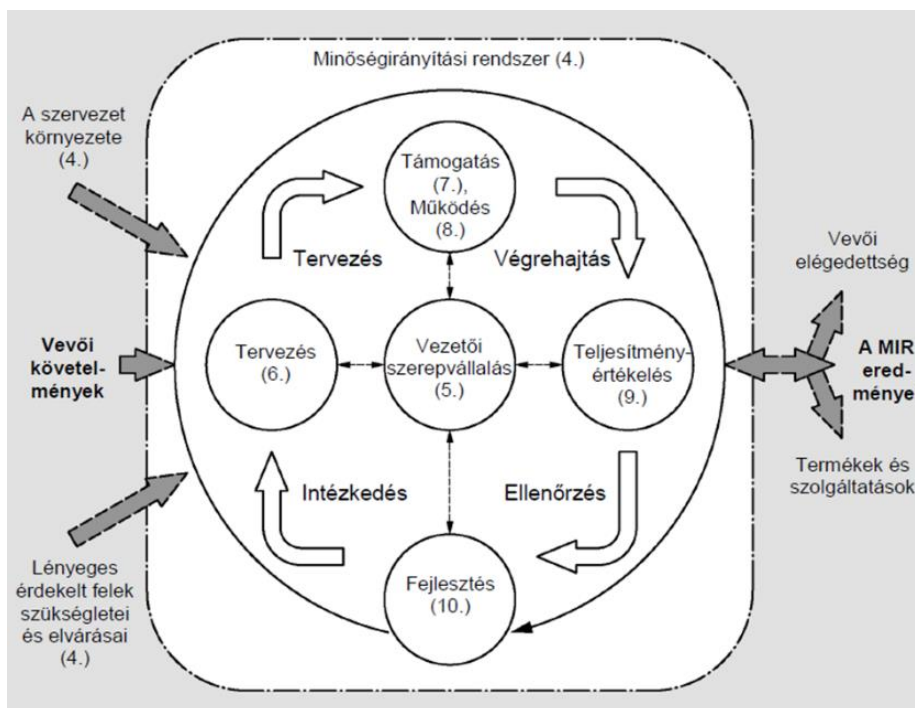 Minőségirányítási rendszer (4.)
A szervezet
környezete
(4.)
Támogatás
(7.),
Működés
(8.)
Tervezés
Végrehajtás
Vevői
elégedettség
Vevői
követel-
mények
Tervezés
(6.)
Vezetői
szerepvállalás
(5.)
Teljesítmény-
értékelés
(9.)
A MIR
ered-
ménye
Intézkedés
Ellenőrzés
Termékek és
szolgáltatások
Lényeges
érdekelt felek
szükségletei
és elvárásai
(4.)
Fejlesztés
(10.)